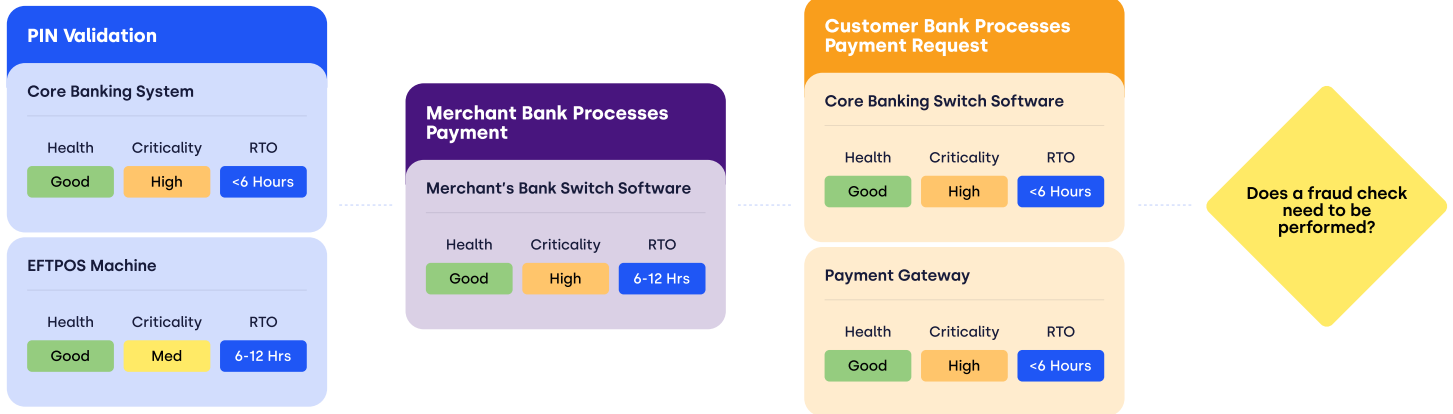 PIN Validation
Core Banking System
Health Criticality RTO
Good High <6 Hours
EFTPOS Machine
Health Criticality RTO
Good Med 6-12 Hrs
Merchant Bank Processes
Payment
Merchant's Bank Switch Software
Health Criticality RTO
Good High 6-12 Hrs
Customer Bank Processes
Payment Request
Core Banking Switch Software
Health Criticality RTO
Good High <6 Hours
Payment Gateway
Health Criticality RTO
Good High <6 Hours
Does a fraud check
need to be
performed?